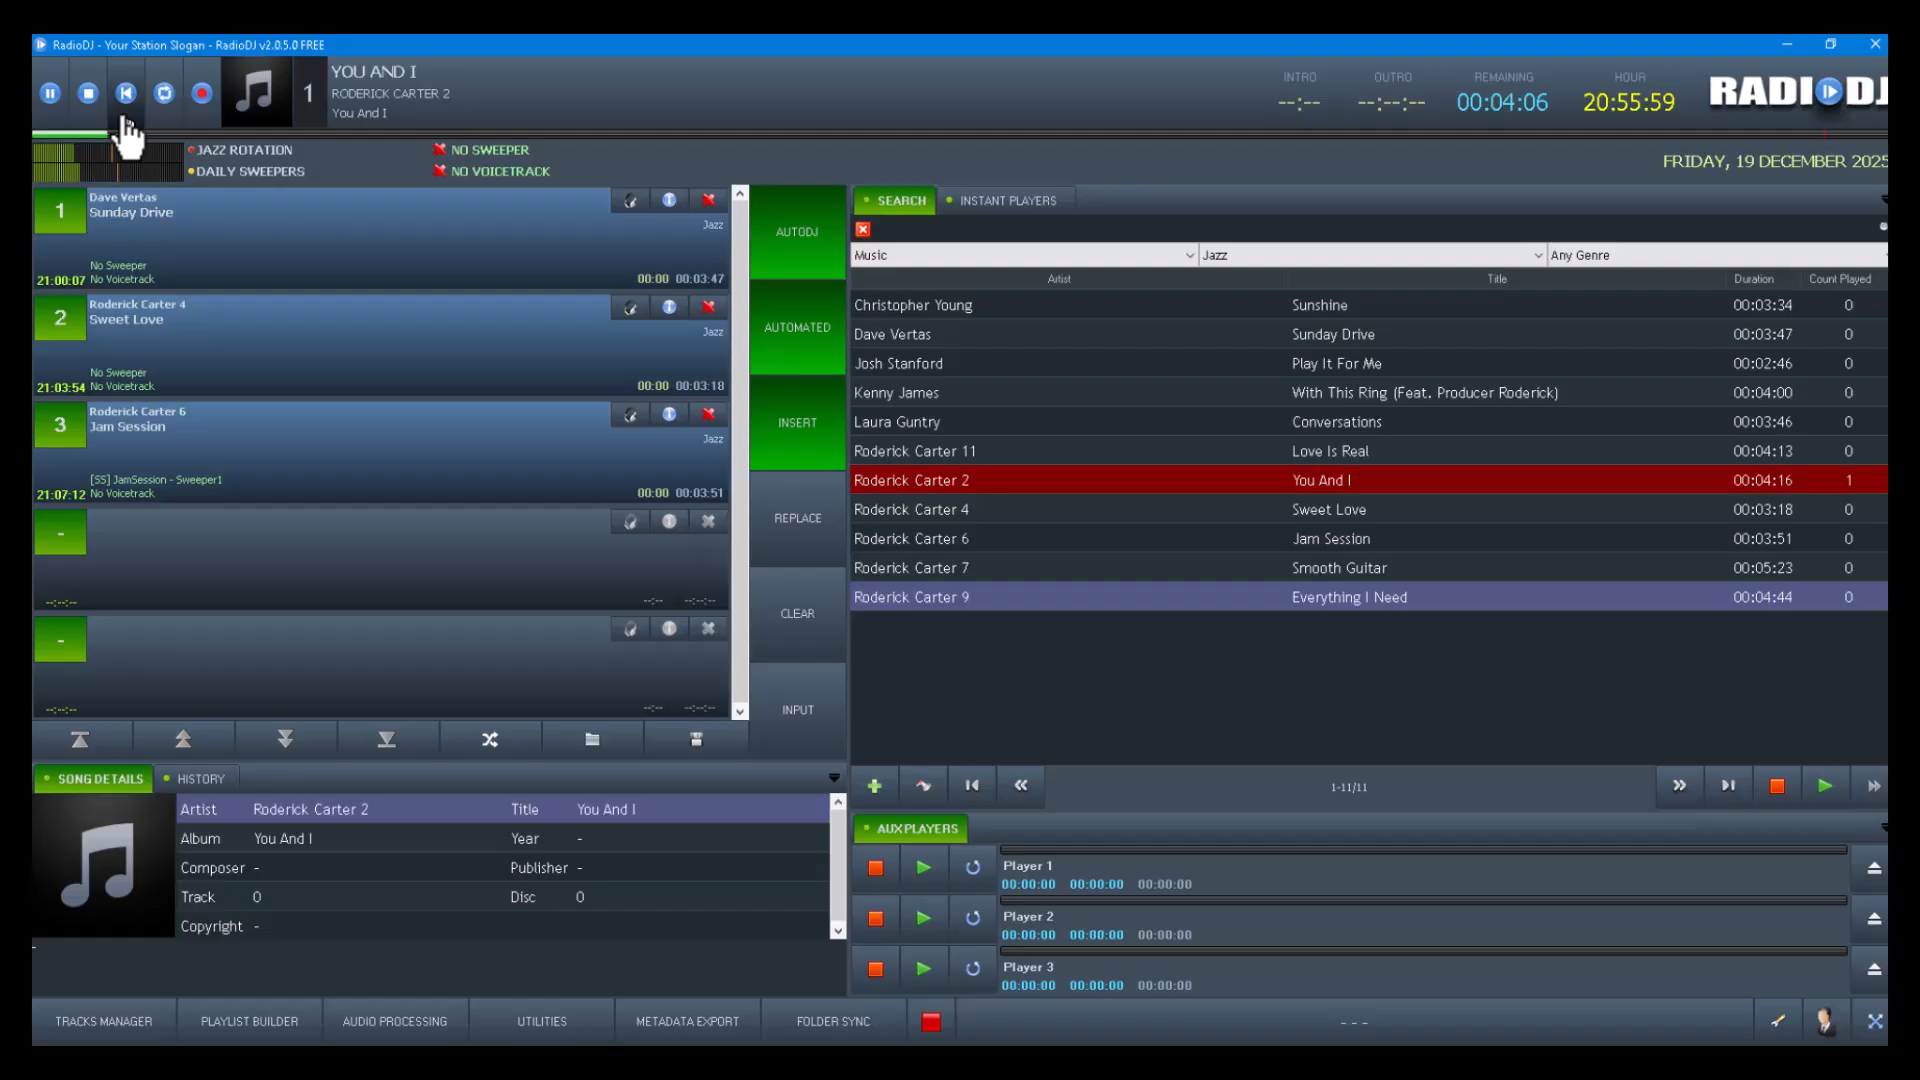 RadioDJ - Your Station Slogan - RadioDJ v2.0.5.0 FREE
1
YOU AND I
RODERICK CARTER 2
You And I
INTRO
--:--
OUTRO
--:--:--
REMAINING
00:04:06
HOUR
20:55:59
RADIODJ
JAZZ ROTATION
NO SWEEPER
DAILY SWEEPERS
NO VOICETRACK
FRIDAY, 19 DECEMBER 2025
1
Dave Vertas
Sunday Drive
Jazz
No Sweeper
21:00:07 No Voicetrack
00:00 00:03:47
2
Roderick Carter 4
Sweet Love
Jazz
No Sweeper
21:03:54 No Voicetrack
00:00 00:03:18
3
Roderick Carter 6
Jam Session
Jazz
[SS] JamSession - Sweeper1
21:07:12 No Voicetrack
00:00 00:03:51
-
--:--:--
--:-- --:--:--
-
--:--:--
--:-- --:--:--
AUTODJ
AUTOMATED
INSERT
REPLACE
CLEAR
INPUT
SEARCH
INSTANT PLAYERS
Music
Jazz
Any Genre
Artist Title Duration Count Played
Christopher Young Sunshine 00:03:34 0
Dave Vertas Sunday Drive 00:03:47 0
Josh Stanford Play It For Me 00:02:46 0
Kenny James With This Ring (Feat. Producer Roderick) 00:04:00 0
Laura Guntry Conversations 00:03:46 0
Roderick Carter 11 Love Is Real 00:04:13 0
Roderick Carter 2 You And I 00:04:16 1
Roderick Carter 4 Sweet Love 00:03:18 0
Roderick Carter 6 Jam Session 00:03:51 0
Roderick Carter 7 Smooth Guitar 00:05:23 0
Roderick Carter 9 Everything I Need 00:04:44 0
1-11/11
SONG DETAILS
HISTORY
Artist Roderick Carter 2 Title You And I
Album You And I Year -
Composer - Publisher -
Track 0 Disc 0
Copyright -
-
AUX PLAYERS
Player 1
00:00:00 00:00:00 00:00:00
Player 2
00:00:00 00:00:00 00:00:00
Player 3
00:00:00 00:00:00 00:00:00
TRACKS MANAGER
PLAYLIST BUILDER
AUDIO PROCESSING
UTILITIES
METADATA EXPORT
FOLDER SYNC
- - -